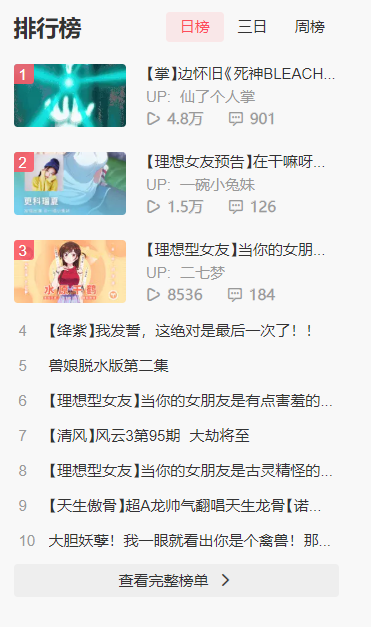 排行榜
日榜 三日 周榜
1
【掌】边怀旧《死神BLEACH...
UP: 仙了个人掌
4.8万 901
2
【理想女友预告】在干嘛呀...
更科瑠夏
UP: 一碗小兔妹
1.5万 126
3
【理想型女友】当你的女朋...
水原千鹤
UP: 二七梦
8536 184
4 【绛紫】我发誓，这绝对是最后一次了！！
5 兽娘脱水版第二集
6 【理想型女友】当你的女朋友是有点害羞的...
7 【清风】风云3第95期 大劫将至
8 【理想型女友】当你的女朋友是古灵精怪的...
9 【天生傲骨】超A龙帅气翻唱天生龙骨【诺...
10 大胆妖孽！我一眼就看出你是个禽兽！那...
查看完整榜单